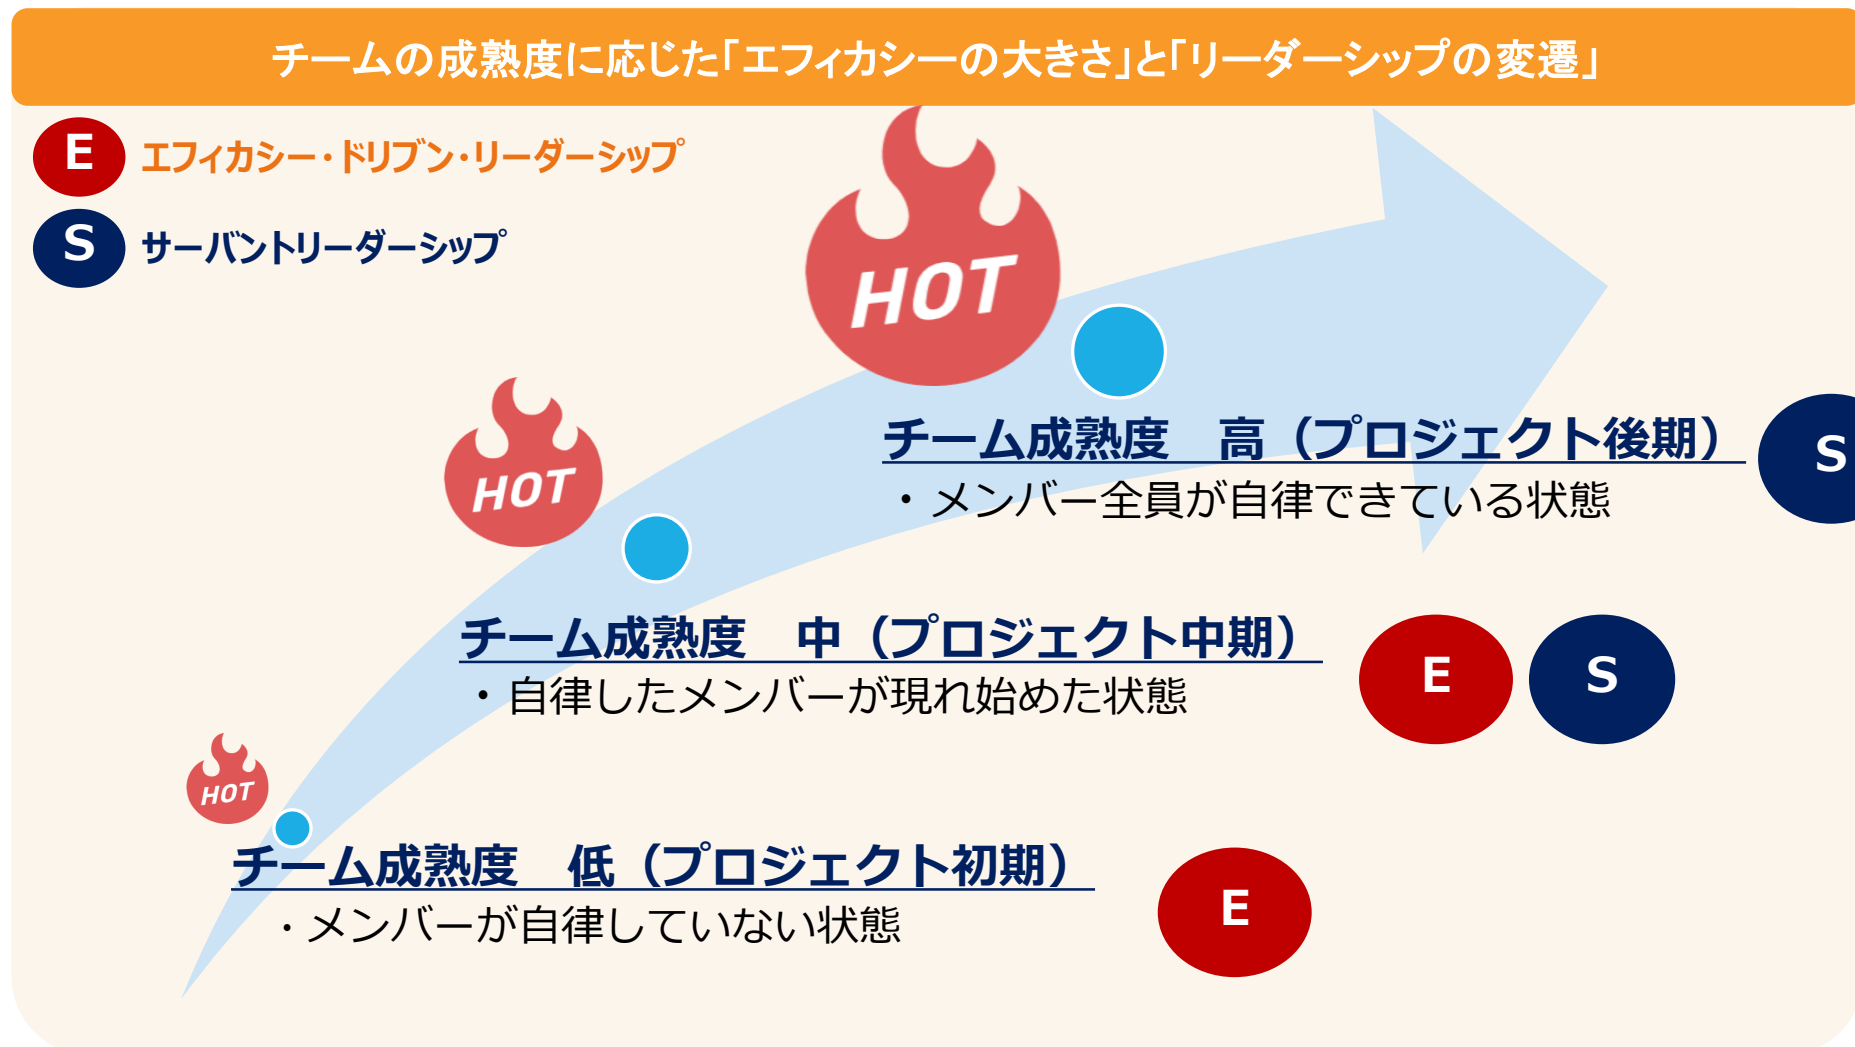 チームの成熟度に応じた「エフィカシーの大きさ」と「リーダーシップの変遷」
E エフィカシー・ドリブン・リーダーシップ
S サーバントリーダーシップ
HOT
チーム成熟度　高（プロジェクト後期） S
・メンバー全員が自律できている状態
HOT
チーム成熟度　中（プロジェクト中期）
・自律したメンバーが現れ始めた状態
E S
HOT
チーム成熟度　低（プロジェクト初期）
・メンバーが自律していない状態
E